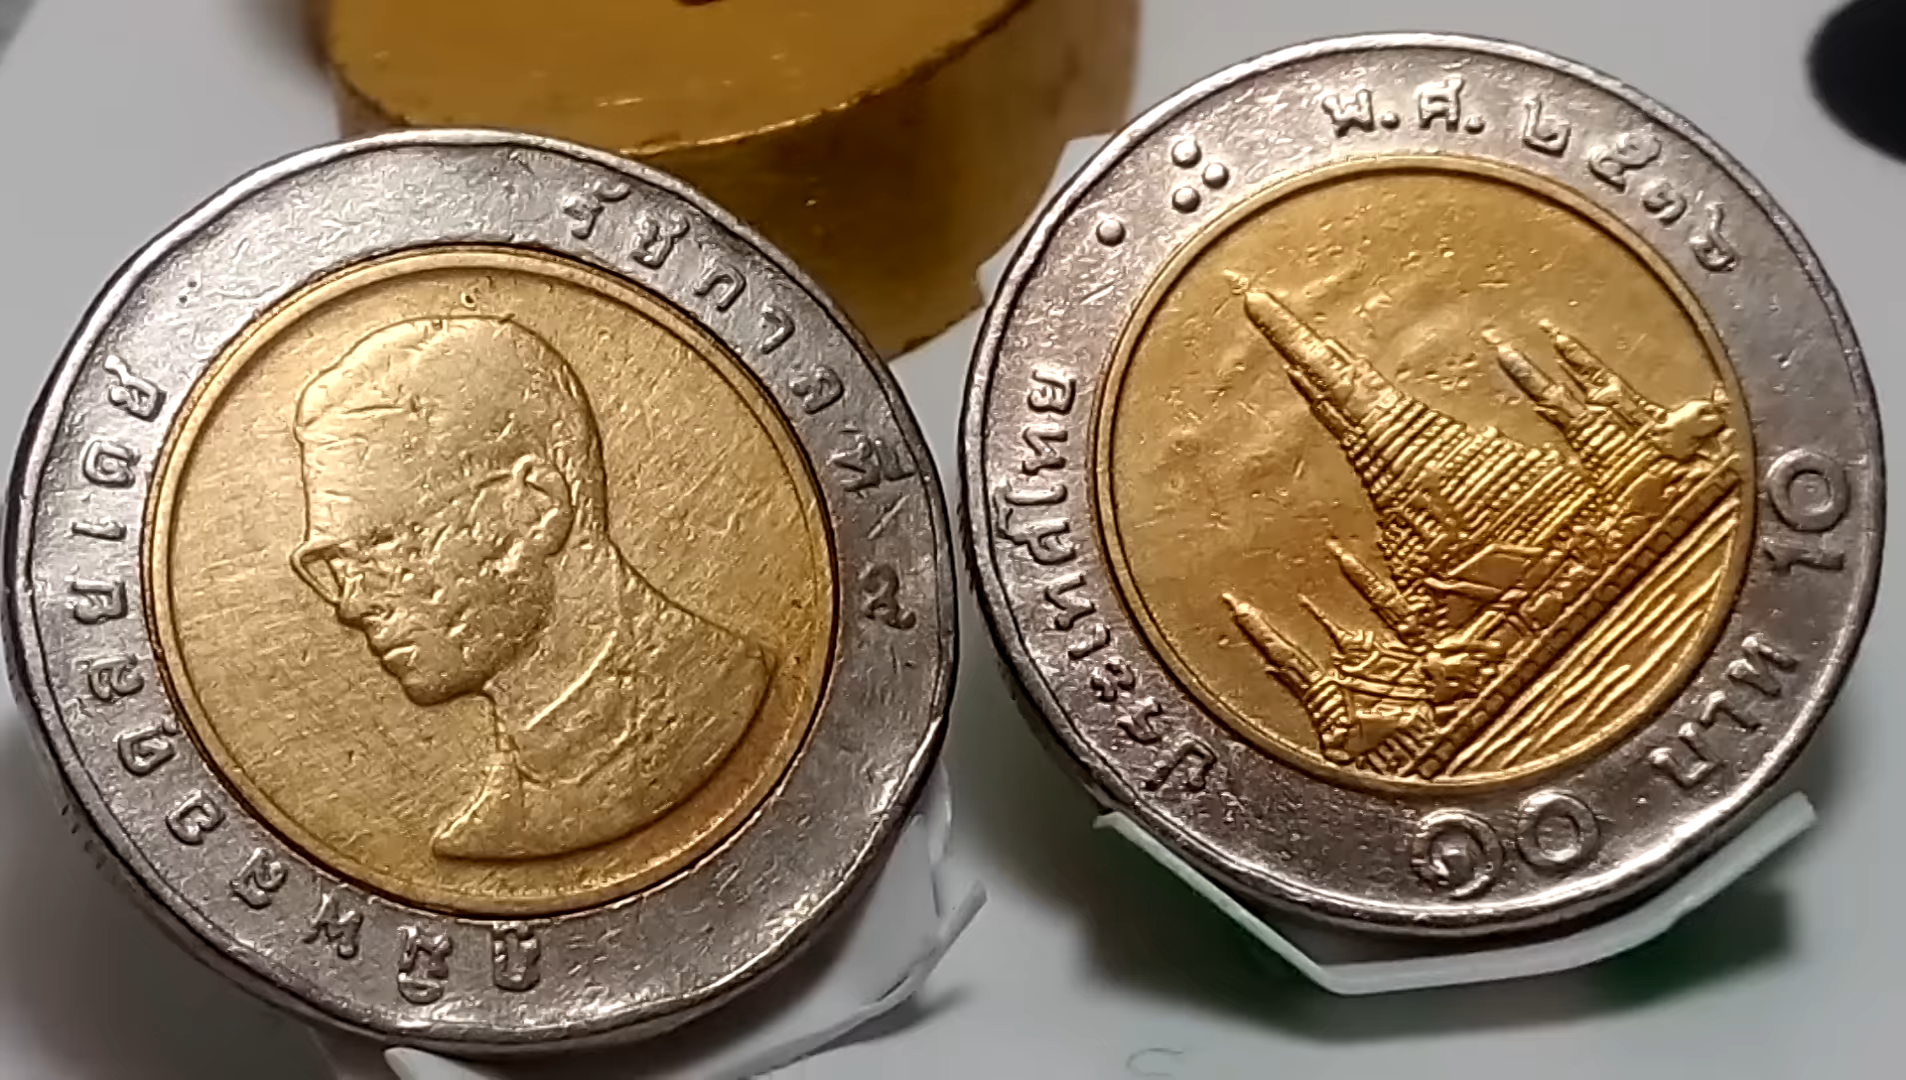 ภูมิพลอดุลยเดช
รัชกาลที่ ๙
พ.ศ. ๒๕๓๖
ประเทศไทย
๑๐
บาท
10